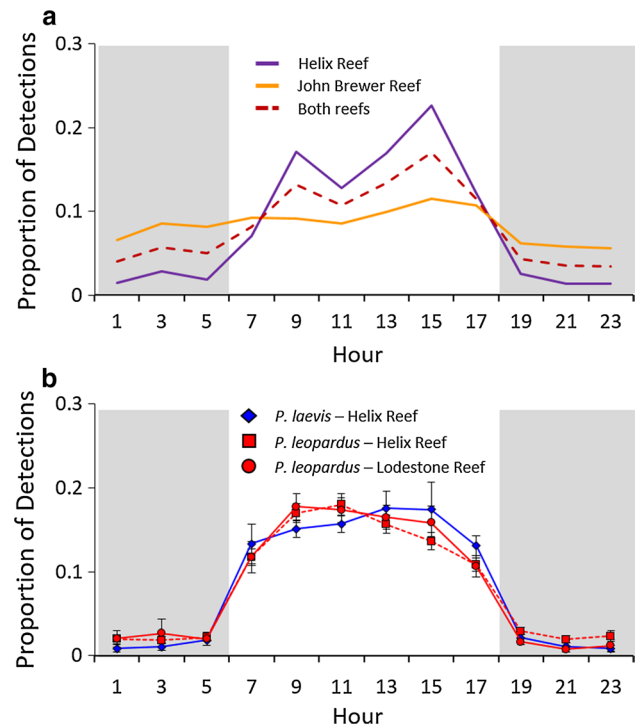 a
0.3
0.2
0.1
0
Proportion of Detections
Helix Reef
John Brewer Reef
Both reefs
1 3 5 7 9 11 13 15 17 19 21 23
Hour
b
0.3
0.2
0.1
0
Proportion of Detections
P. laevis – Helix Reef
P. leopardus – Helix Reef
P. leopardus – Lodestone Reef
1 3 5 7 9 11 13 15 17 19 21 23
Hour